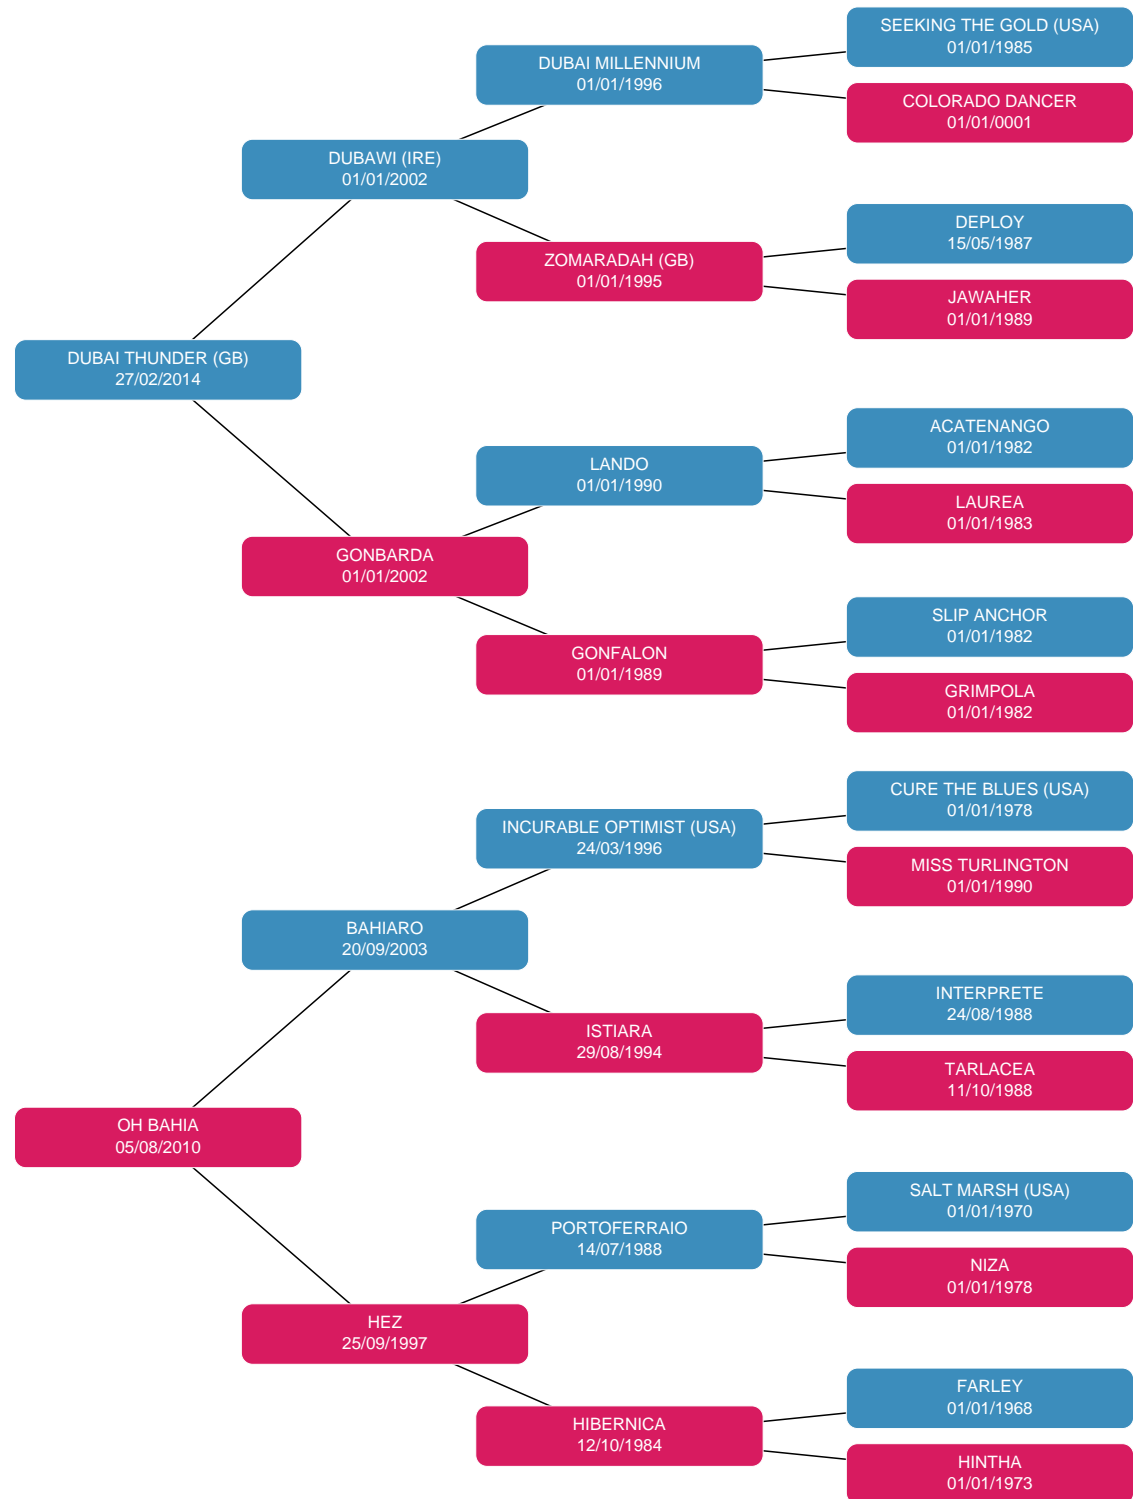 SEEKING THE GOLD (USA)
01/01/1985
DUBAI MILLENNIUM
01/01/1996
COLORADO DANCER
01/01/0001
DUBAWI (IRE)
01/01/2002
DEPLOY
15/05/1987
ZOMARADAH (GB)
01/01/1995
JAWAHER
01/01/1989
DUBAI THUNDER (GB)
27/02/2014
ACATENANGO
01/01/1982
LANDO
01/01/1990
LAUREA
01/01/1983
GONBARDA
01/01/2002
SLIP ANCHOR
01/01/1982
GONFALON
01/01/1989
GRIMPOLA
01/01/1982
CURE THE BLUES (USA)
01/01/1978
INCURABLE OPTIMIST (USA)
24/03/1996
MISS TURLINGTON
01/01/1990
BAHIARO
20/09/2003
INTERPRETE
24/08/1988
ISTIARA
29/08/1994
TARLACEA
11/10/1988
OH BAHIA
05/08/2010
SALT MARSH (USA)
01/01/1970
PORTOFERRAIO
14/07/1988
NIZA
01/01/1978
HEZ
25/09/1997
FARLEY
01/01/1968
HIBERNICA
12/10/1984
HINTHA
01/01/1973